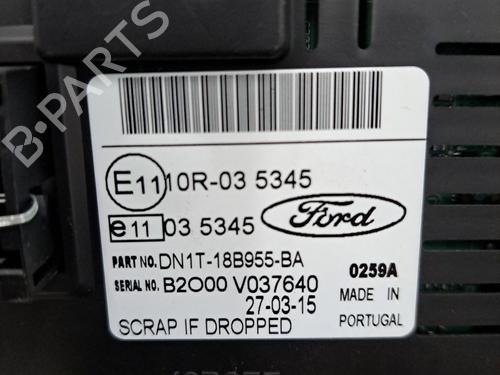 B-PARTS
E11 10R-03 5345
e11 03 5345
Ford
PART NO. DN1T-18B955-BA
0259A
SERIAL NO. B2O00 V037640
27-03-15
MADE IN
PORTUGAL
SCRAP IF DROPPED